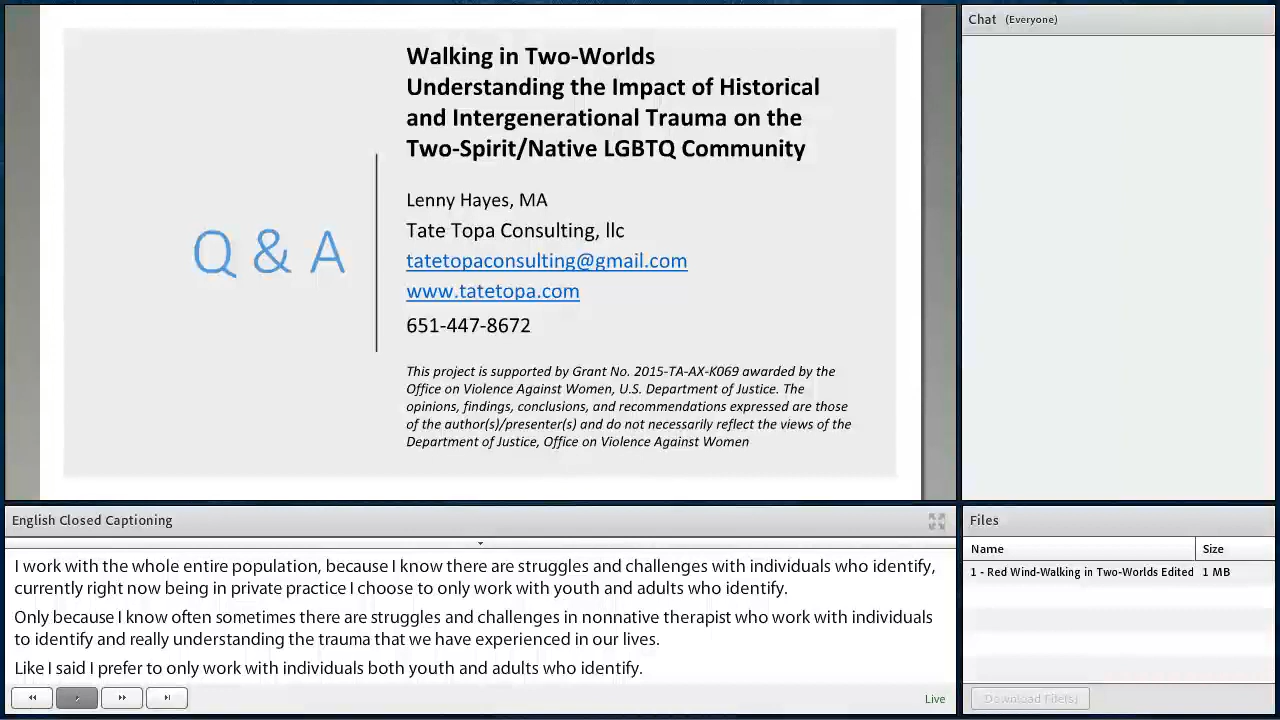 Walking in Two-Worlds
Understanding the Impact of Historical
and Intergenerational Trauma on the
Two-Spirit/Native LGBTQ Community
Lenny Hayes, MA
Tate Topa Consulting, llc
tatetopaconsulting@gmail.com
www.tatetopa.com
651-447-8672
Q & A
This project is supported by Grant No. 2015-TA-AX-K069 awarded by the
Office on Violence Against Women, U.S. Department of Justice. The
opinions, findings, conclusions, and recommendations expressed are those
of the author(s)/presenter(s) and do not necessarily reflect the views of the
Department of Justice, Office on Violence Against Women
Chat (Everyone)
English Closed Captioning
I work with the whole entire population, because I know there are struggles and challenges with individuals who identify,
currently right now being in private practice I choose to only work with youth and adults who identify.
Only because I know often sometimes there are struggles and challenges in nonnative therapist who work with individuals
to identify and really understanding the trauma that we have experienced in our lives.
Like I said I prefer to only work with individuals both youth and adults who identify.
Live
Files
Name Size
1 - Red Wind-Walking in Two-Worlds Edited 1 MB
Download File(s)